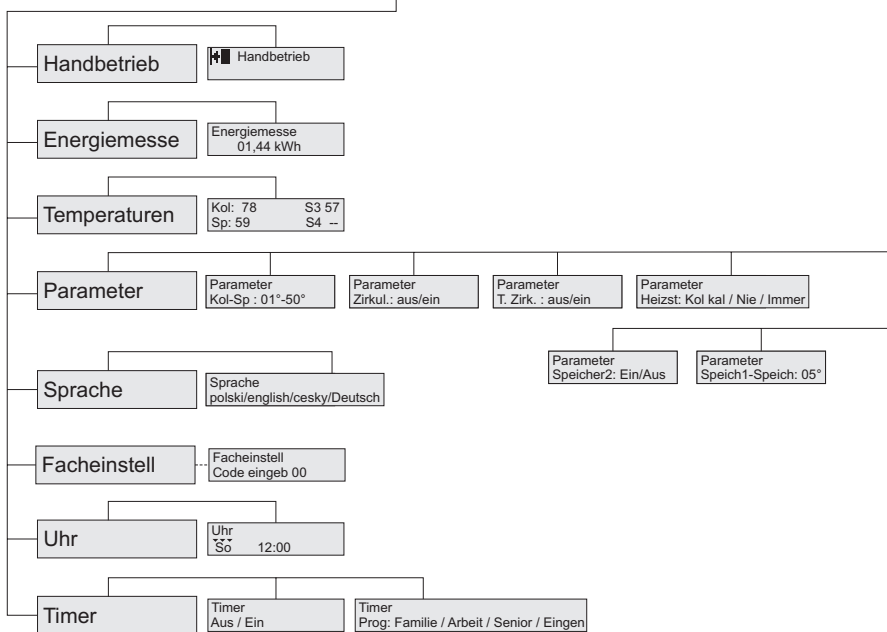 Handbetrieb
Handbetrieb
Energiemesse
Energiemesse
01,44 kWh
Temperaturen
Kol: 78 S3 57
Sp: 59 S4 --
Parameter
Parameter
Kol-Sp : 01°-50°
Parameter
Zirkul.: aus/ein
Parameter
T. Zirk. : aus/ein
Parameter
Heizst: Kol kal / Nie / Immer
Parameter
Speicher2: Ein/Aus
Parameter
Speich1-Speich: 05°
Sprache
Sprache
polski/english/cesky/Deutsch
Facheinstell
Facheinstell
Code eingeb 00
Uhr
Uhr
So 12:00
Timer
Timer
Aus / Ein
Timer
Prog: Familie / Arbeit / Senior / Eingen